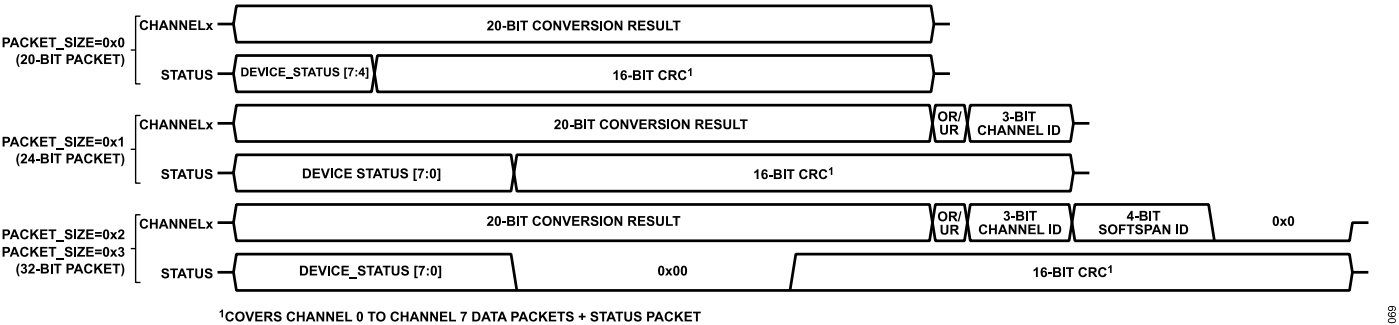 PACKET_SIZE=0x0
(20-BIT PACKET)
CHANNELx
20-BIT CONVERSION RESULT
STATUS
DEVICE_STATUS [7:4]
16-BIT CRC1
PACKET_SIZE=0x1
(24-BIT PACKET)
CHANNELx
20-BIT CONVERSION RESULT
OR/
UR
3-BIT
CHANNEL ID
STATUS
DEVICE STATUS [7:0]
16-BIT CRC1
PACKET_SIZE=0x2
PACKET_SIZE=0x3
(32-BIT PACKET)
CHANNELx
20-BIT CONVERSION RESULT
OR/
UR
3-BIT
CHANNEL ID
4-BIT
SOFTSPAN ID
0x0
STATUS
DEVICE_STATUS [7:0]
0x00
16-BIT CRC1
1COVERS CHANNEL 0 TO CHANNEL 7 DATA PACKETS + STATUS PACKET
069